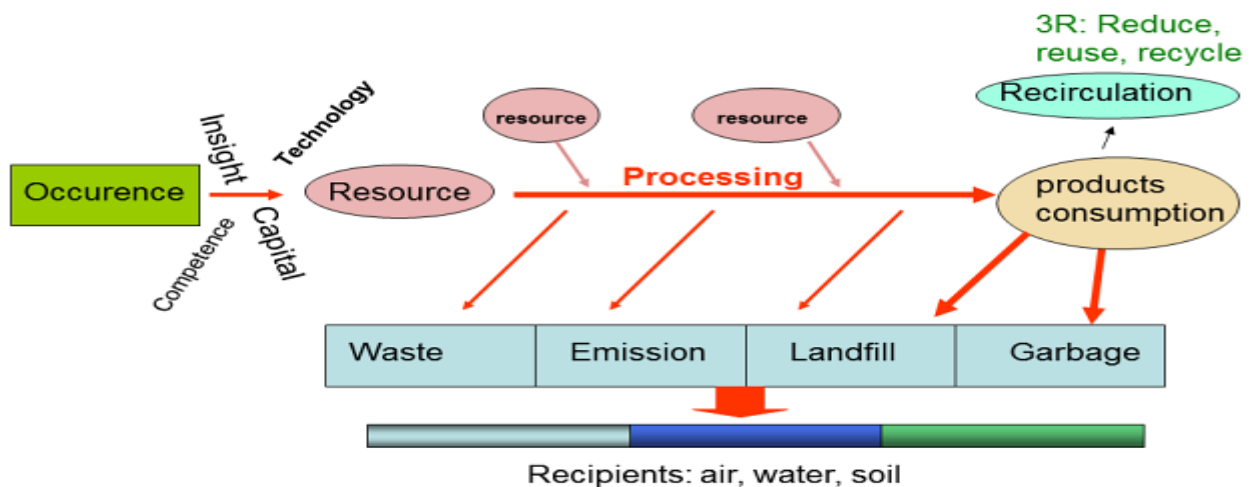 3R: Reduce,
reuse, recycle
Recirculation
Technology
Insight
resource
resource
Occurence
Resource
Processing
products
consumption
Competence
Capital
Waste
Emission
Landfill
Garbage
Recipients: air, water, soil